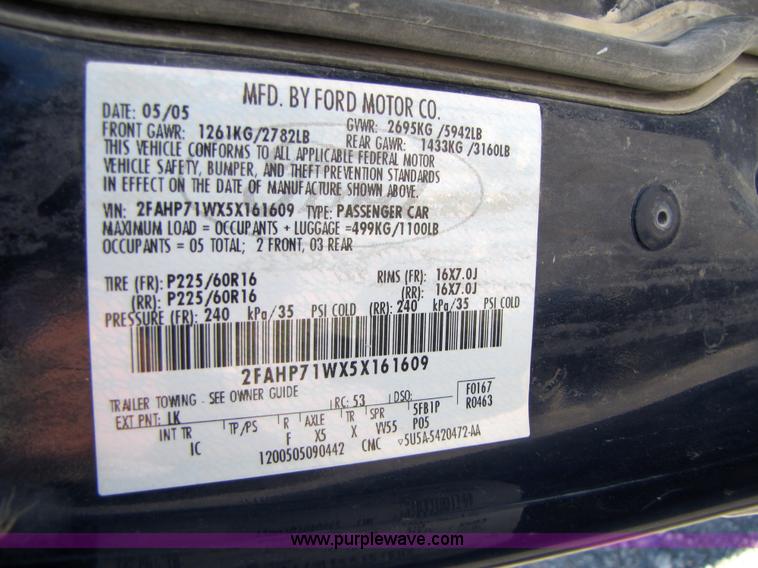 MFD. BY FORD MOTOR CO.
DATE: 05/05 GVWR: 2695KG /5942LB
FRONT GAWR: 1261KG/2782LB REAR GAWR: 1433KG /3160LB
THIS VEHICLE CONFORMS TO ALL APPLICABLE FEDERAL MOTOR
VEHICLE SAFETY, BUMPER, AND THEFT PREVENTION STANDARDS
IN EFFECT ON THE DATE OF MANUFACTURE SHOWN ABOVE.
VIN: 2FAHP71WX5X161609 TYPE: PASSENGER CAR
MAXIMUM LOAD = OCCUPANTS + LUGGAGE =499KG/1100LB
OCCUPANTS = 05 TOTAL; 2 FRONT, 03 REAR
TIRE (FR): P225/60R16 RIMS (FR): 16X7.0J
(RR): P225/60R16 (RR): 16X7.0J
PRESSURE (FR): 240 kPa/35 PSI COLD (RR): 240 kPa/35 PSI COLD
2FAHP71WX5X161609
TRAILER TOWING - SEE OWNER GUIDE F0167
EXT PNT: LK RC: 53 DSO: R0463
INT TR TP/PS R AXLE TR SPR 5FB1P
IC F X5 X VV55 P05
1200505090442 CMC 5U5A-5420472-AA
www.purplewave.com